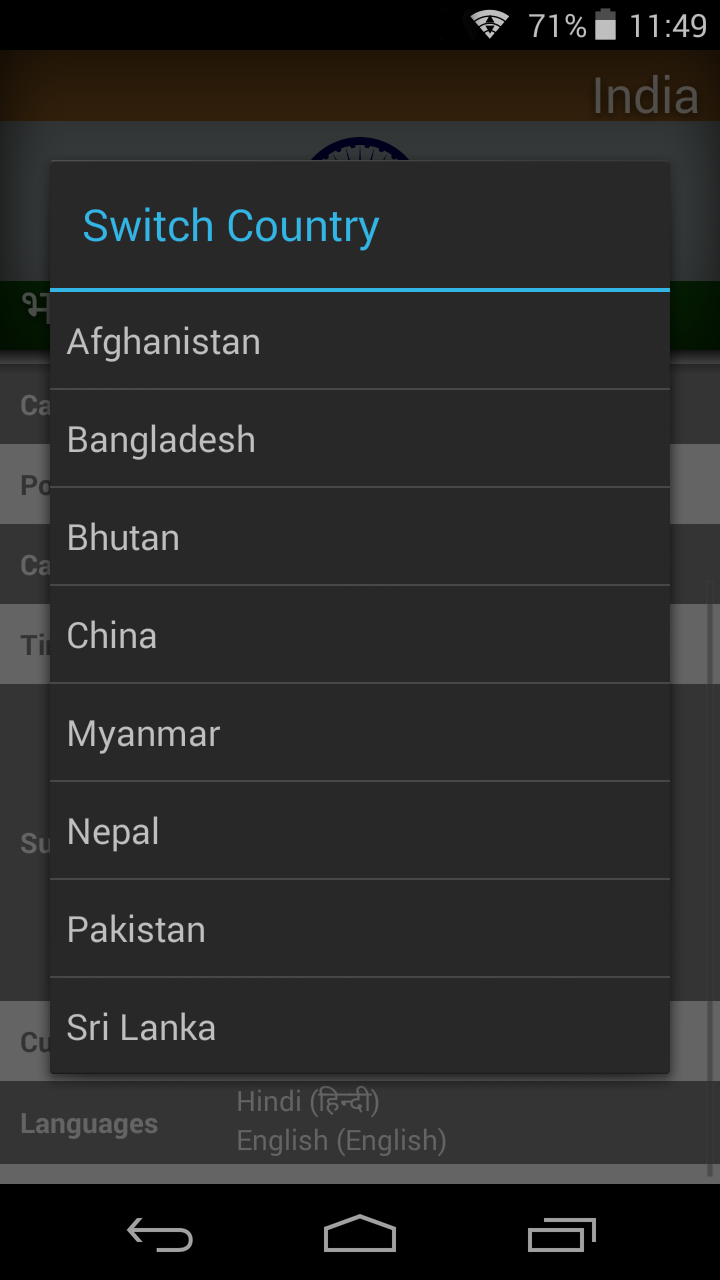 71% 11:49
India
Switch Country
Afghanistan
Bangladesh
Bhutan
China
Myanmar
Nepal
Pakistan
Sri Lanka
Languages
Hindi (हिन्दी)
English (English)